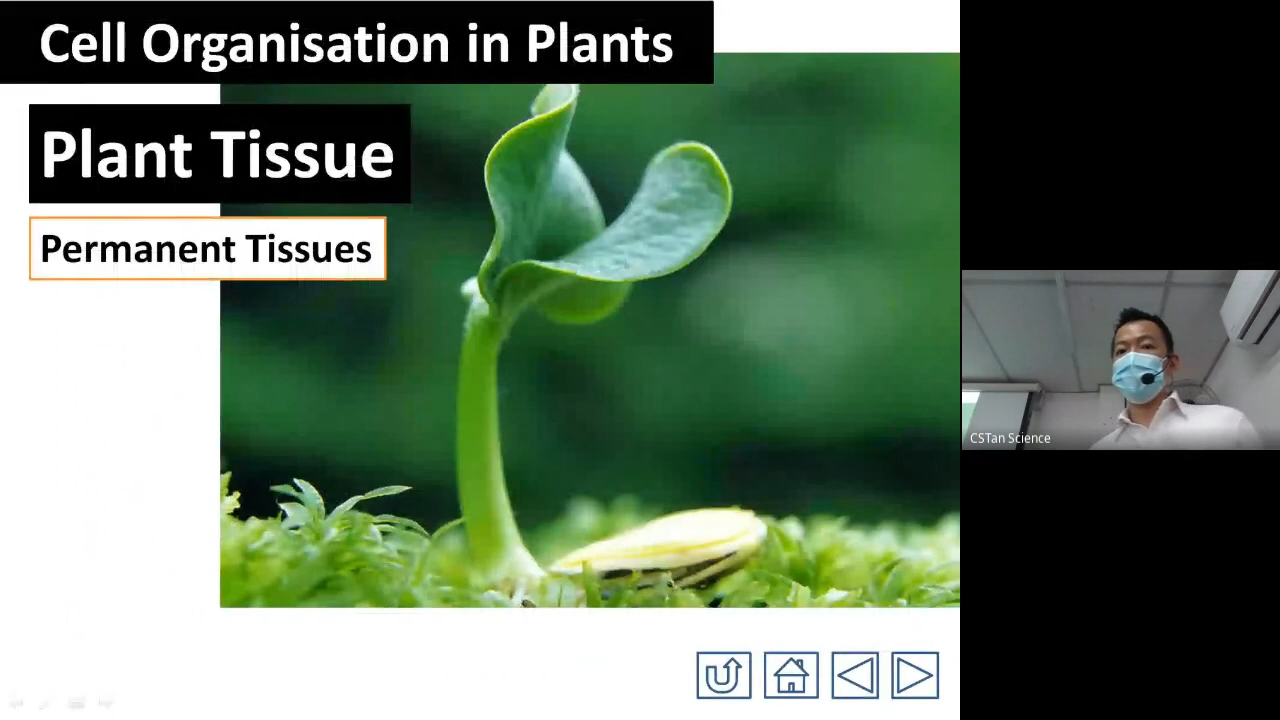 Cell Organisation in Plants
Plant Tissue
Permanent Tissues
CSTan Science